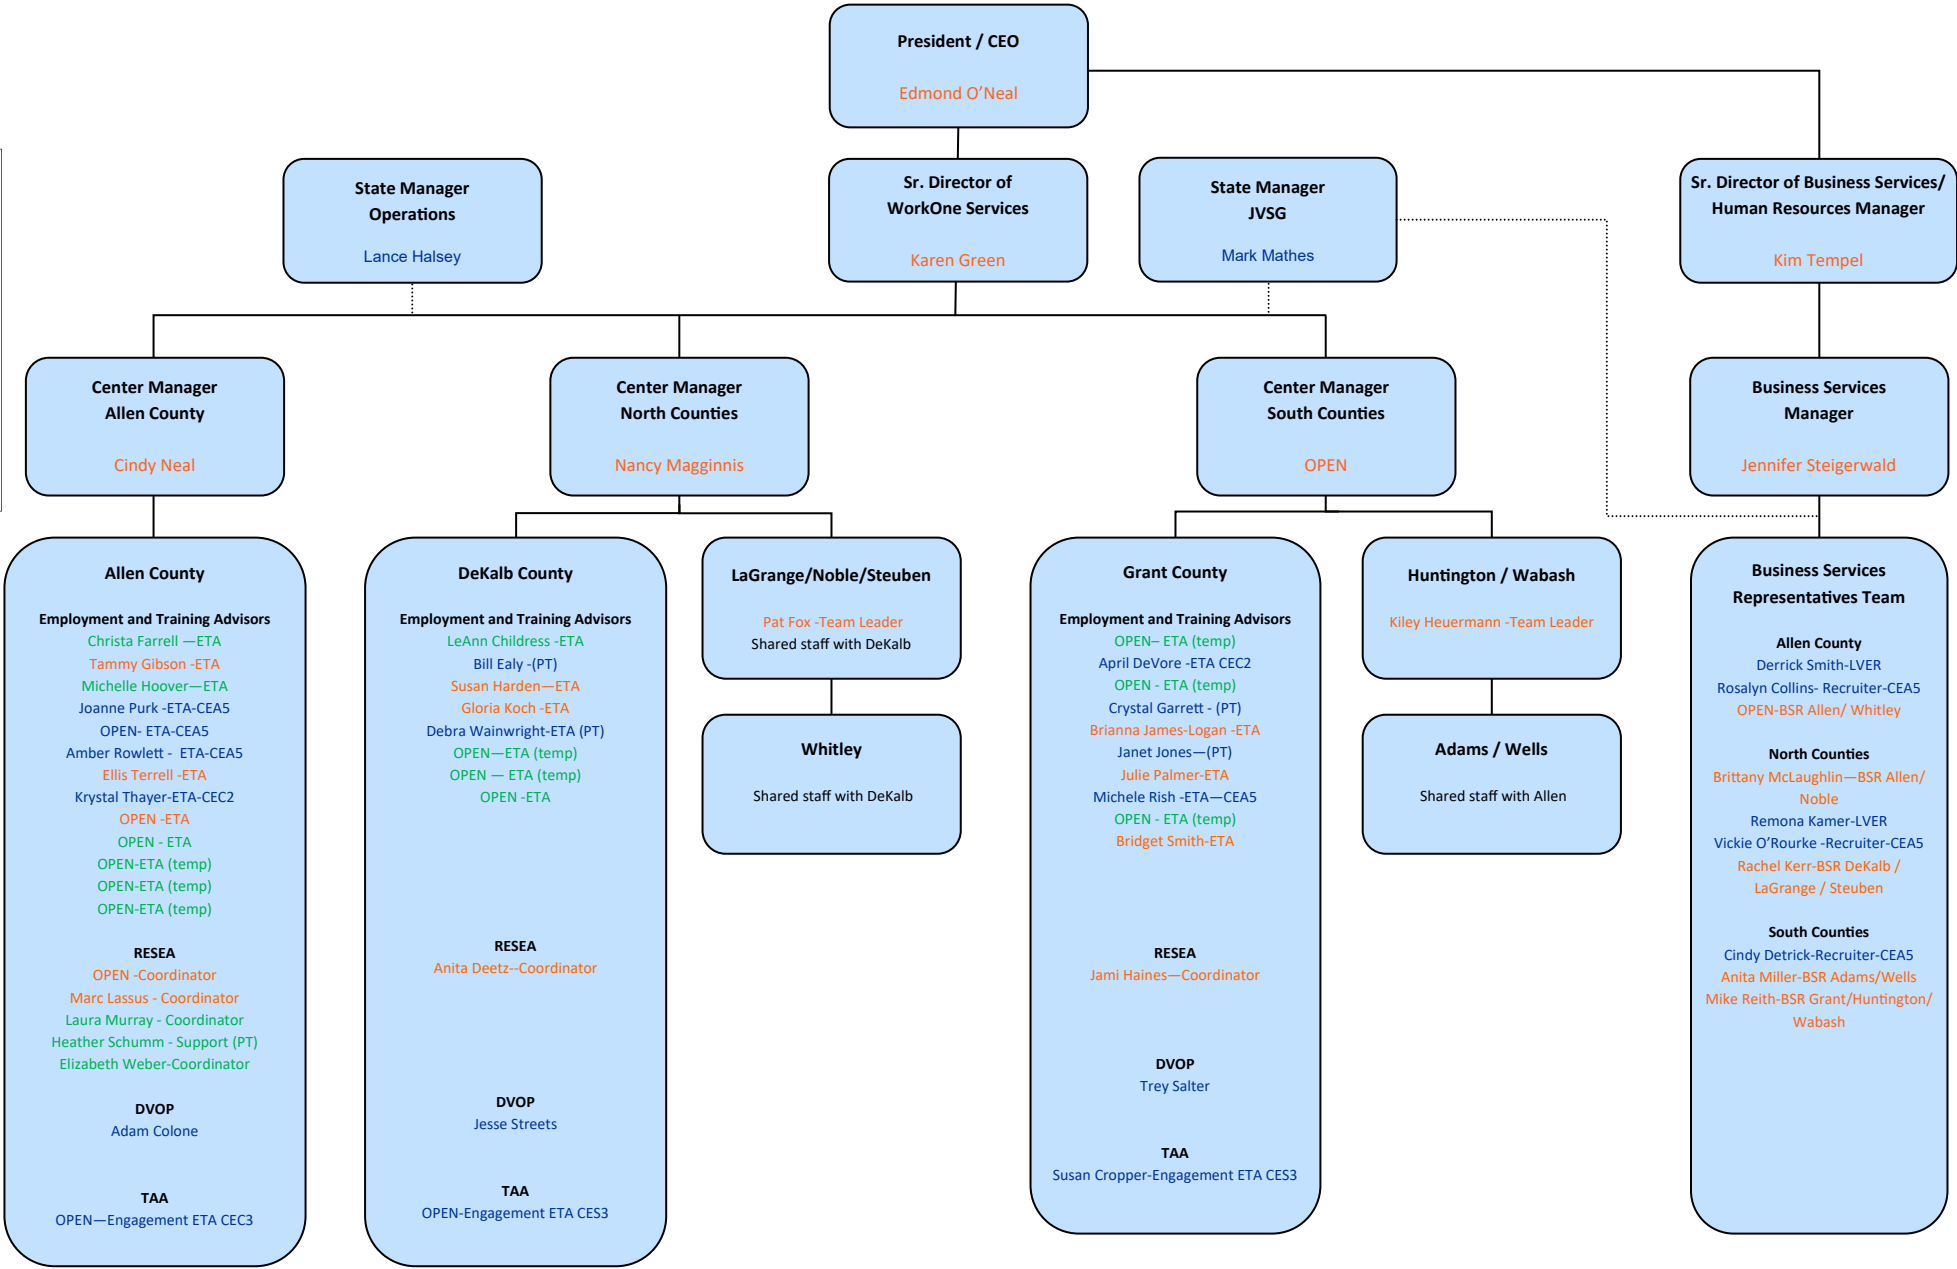 President / CEO
Edmond O’Neal
State Manager
Operations
Lance Halsey
Sr. Director of
WorkOne Services
Karen Green
State Manager
JVSG
Mark Mathes
Sr. Director of Business Services/
Human Resources Manager
Kim Tempel
Center Manager
Allen County
Cindy Neal
Center Manager
North Counties
Nancy Magginnis
Center Manager
South Counties
OPEN
Business Services
Manager
Jennifer Steigerwald
Allen County
Employment and Training Advisors
Christa Farrell —ETA
Tammy Gibson -ETA
Michelle Hoover—ETA
Joanne Purk -ETA-CEA5
OPEN- ETA-CEA5
Amber Rowlett - ETA-CEA5
Ellis Terrell -ETA
Krystal Thayer-ETA-CEC2
OPEN -ETA
OPEN - ETA
OPEN-ETA (temp)
OPEN-ETA (temp)
OPEN-ETA (temp)
RESEA
OPEN -Coordinator
Marc Lassus - Coordinator
Laura Murray - Coordinator
Heather Schumm - Support (PT)
Elizabeth Weber-Coordinator
DVOP
Adam Colone
TAA
OPEN—Engagement ETA CEC3
DeKalb County
Employment and Training Advisors
LeAnn Childress -ETA
Bill Ealy -(PT)
Susan Harden—ETA
Gloria Koch -ETA
Debra Wainwright-ETA (PT)
OPEN—ETA (temp)
OPEN — ETA (temp)
OPEN -ETA
RESEA
Anita Deetz--Coordinator
DVOP
Jesse Streets
TAA
OPEN-Engagement ETA CES3
LaGrange/Noble/Steuben
Pat Fox -Team Leader
Shared staff with DeKalb
Whitley
Shared staff with DeKalb
Grant County
Employment and Training Advisors
OPEN– ETA (temp)
April DeVore -ETA CEC2
OPEN - ETA (temp)
Crystal Garrett - (PT)
Brianna James-Logan -ETA
Janet Jones—(PT)
Julie Palmer-ETA
Michele Rish -ETA—CEA5
OPEN - ETA (temp)
Bridget Smith-ETA
RESEA
Jami Haines—Coordinator
DVOP
Trey Salter
TAA
Susan Cropper-Engagement ETA CES3
Huntington / Wabash
Kiley Heuermann -Team Leader
Adams / Wells
Shared staff with Allen
Business Services
Representatives Team
Allen County
Derrick Smith-LVER
Rosalyn Collins- Recruiter-CEA5
OPEN-BSR Allen/ Whitley
North Counties
Brittany McLaughlin—BSR Allen/
Noble
Remona Kamer-LVER
Vickie O’Rourke -Recruiter-CEA5
Rachel Kerr-BSR DeKalb /
LaGrange / Steuben
South Counties
Cindy Detrick-Recruiter-CEA5
Anita Miller-BSR Adams/Wells
Mike Reith-BSR Grant/Huntington/
Wabash